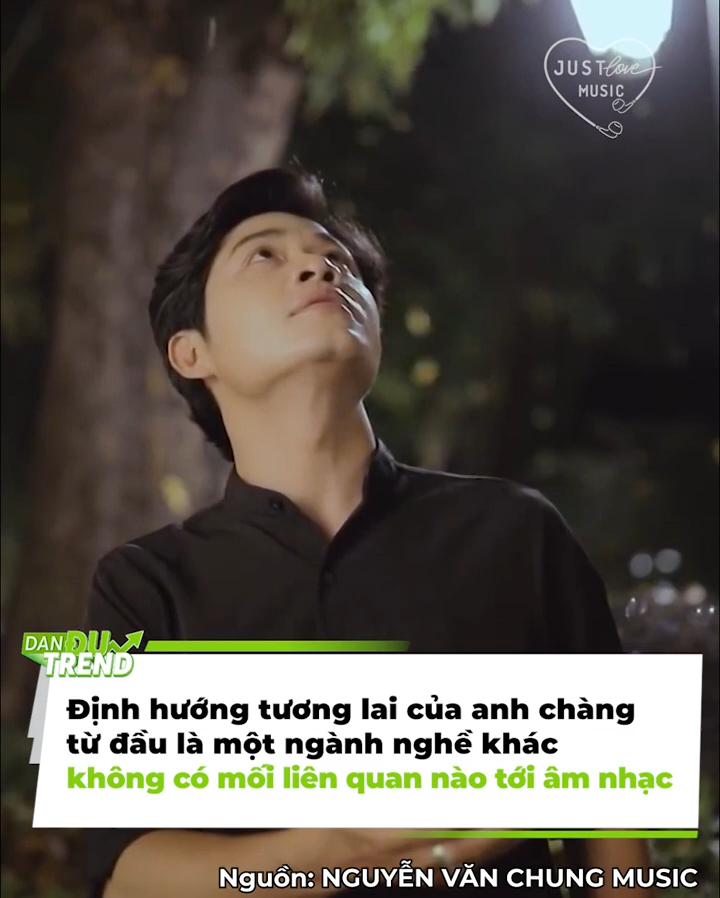 JUST love
MUSIC
DAN ĐU
TREND
Định hướng tương lai của anh chàng
từ đầu là một ngành nghề khác
không có mối liên quan nào tới âm nhạc
Nguồn: NGUYỄN VĂN CHUNG MUSIC